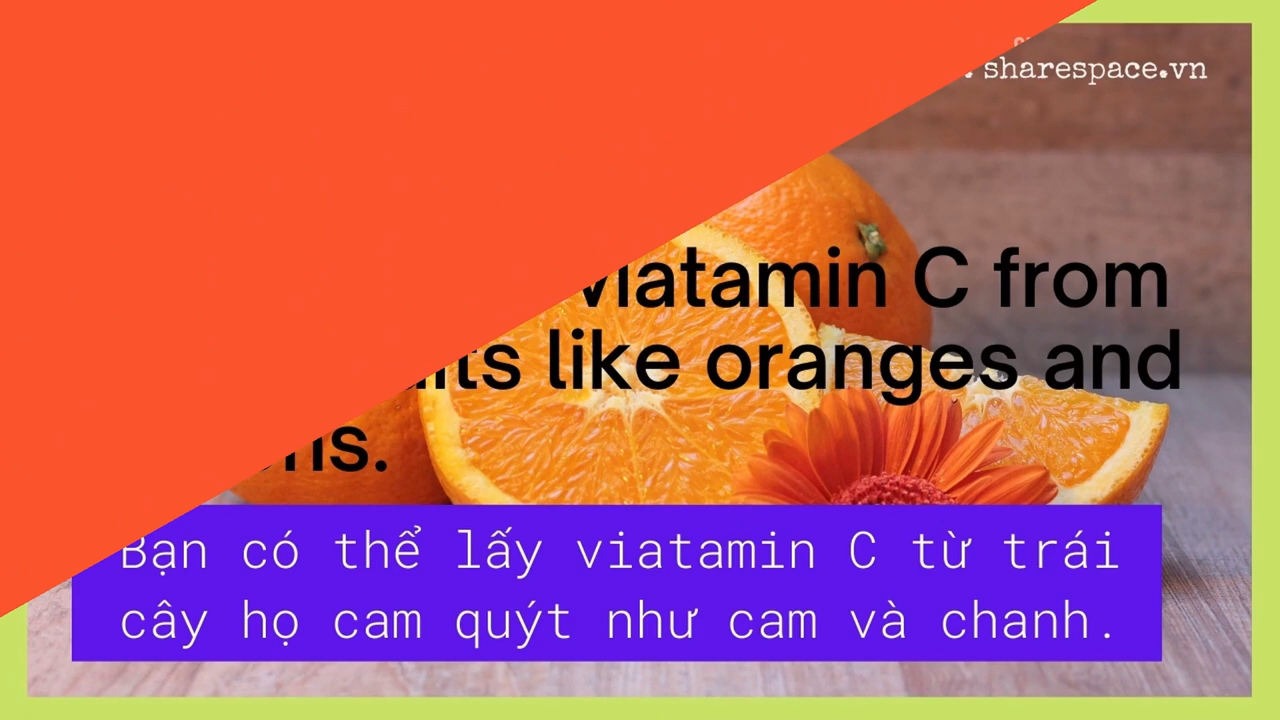 sharespace.vn
viatamin C from
like oranges and
Bạn có thể lấy viatamin C từ trái
cây họ cam quýt như cam và chanh.